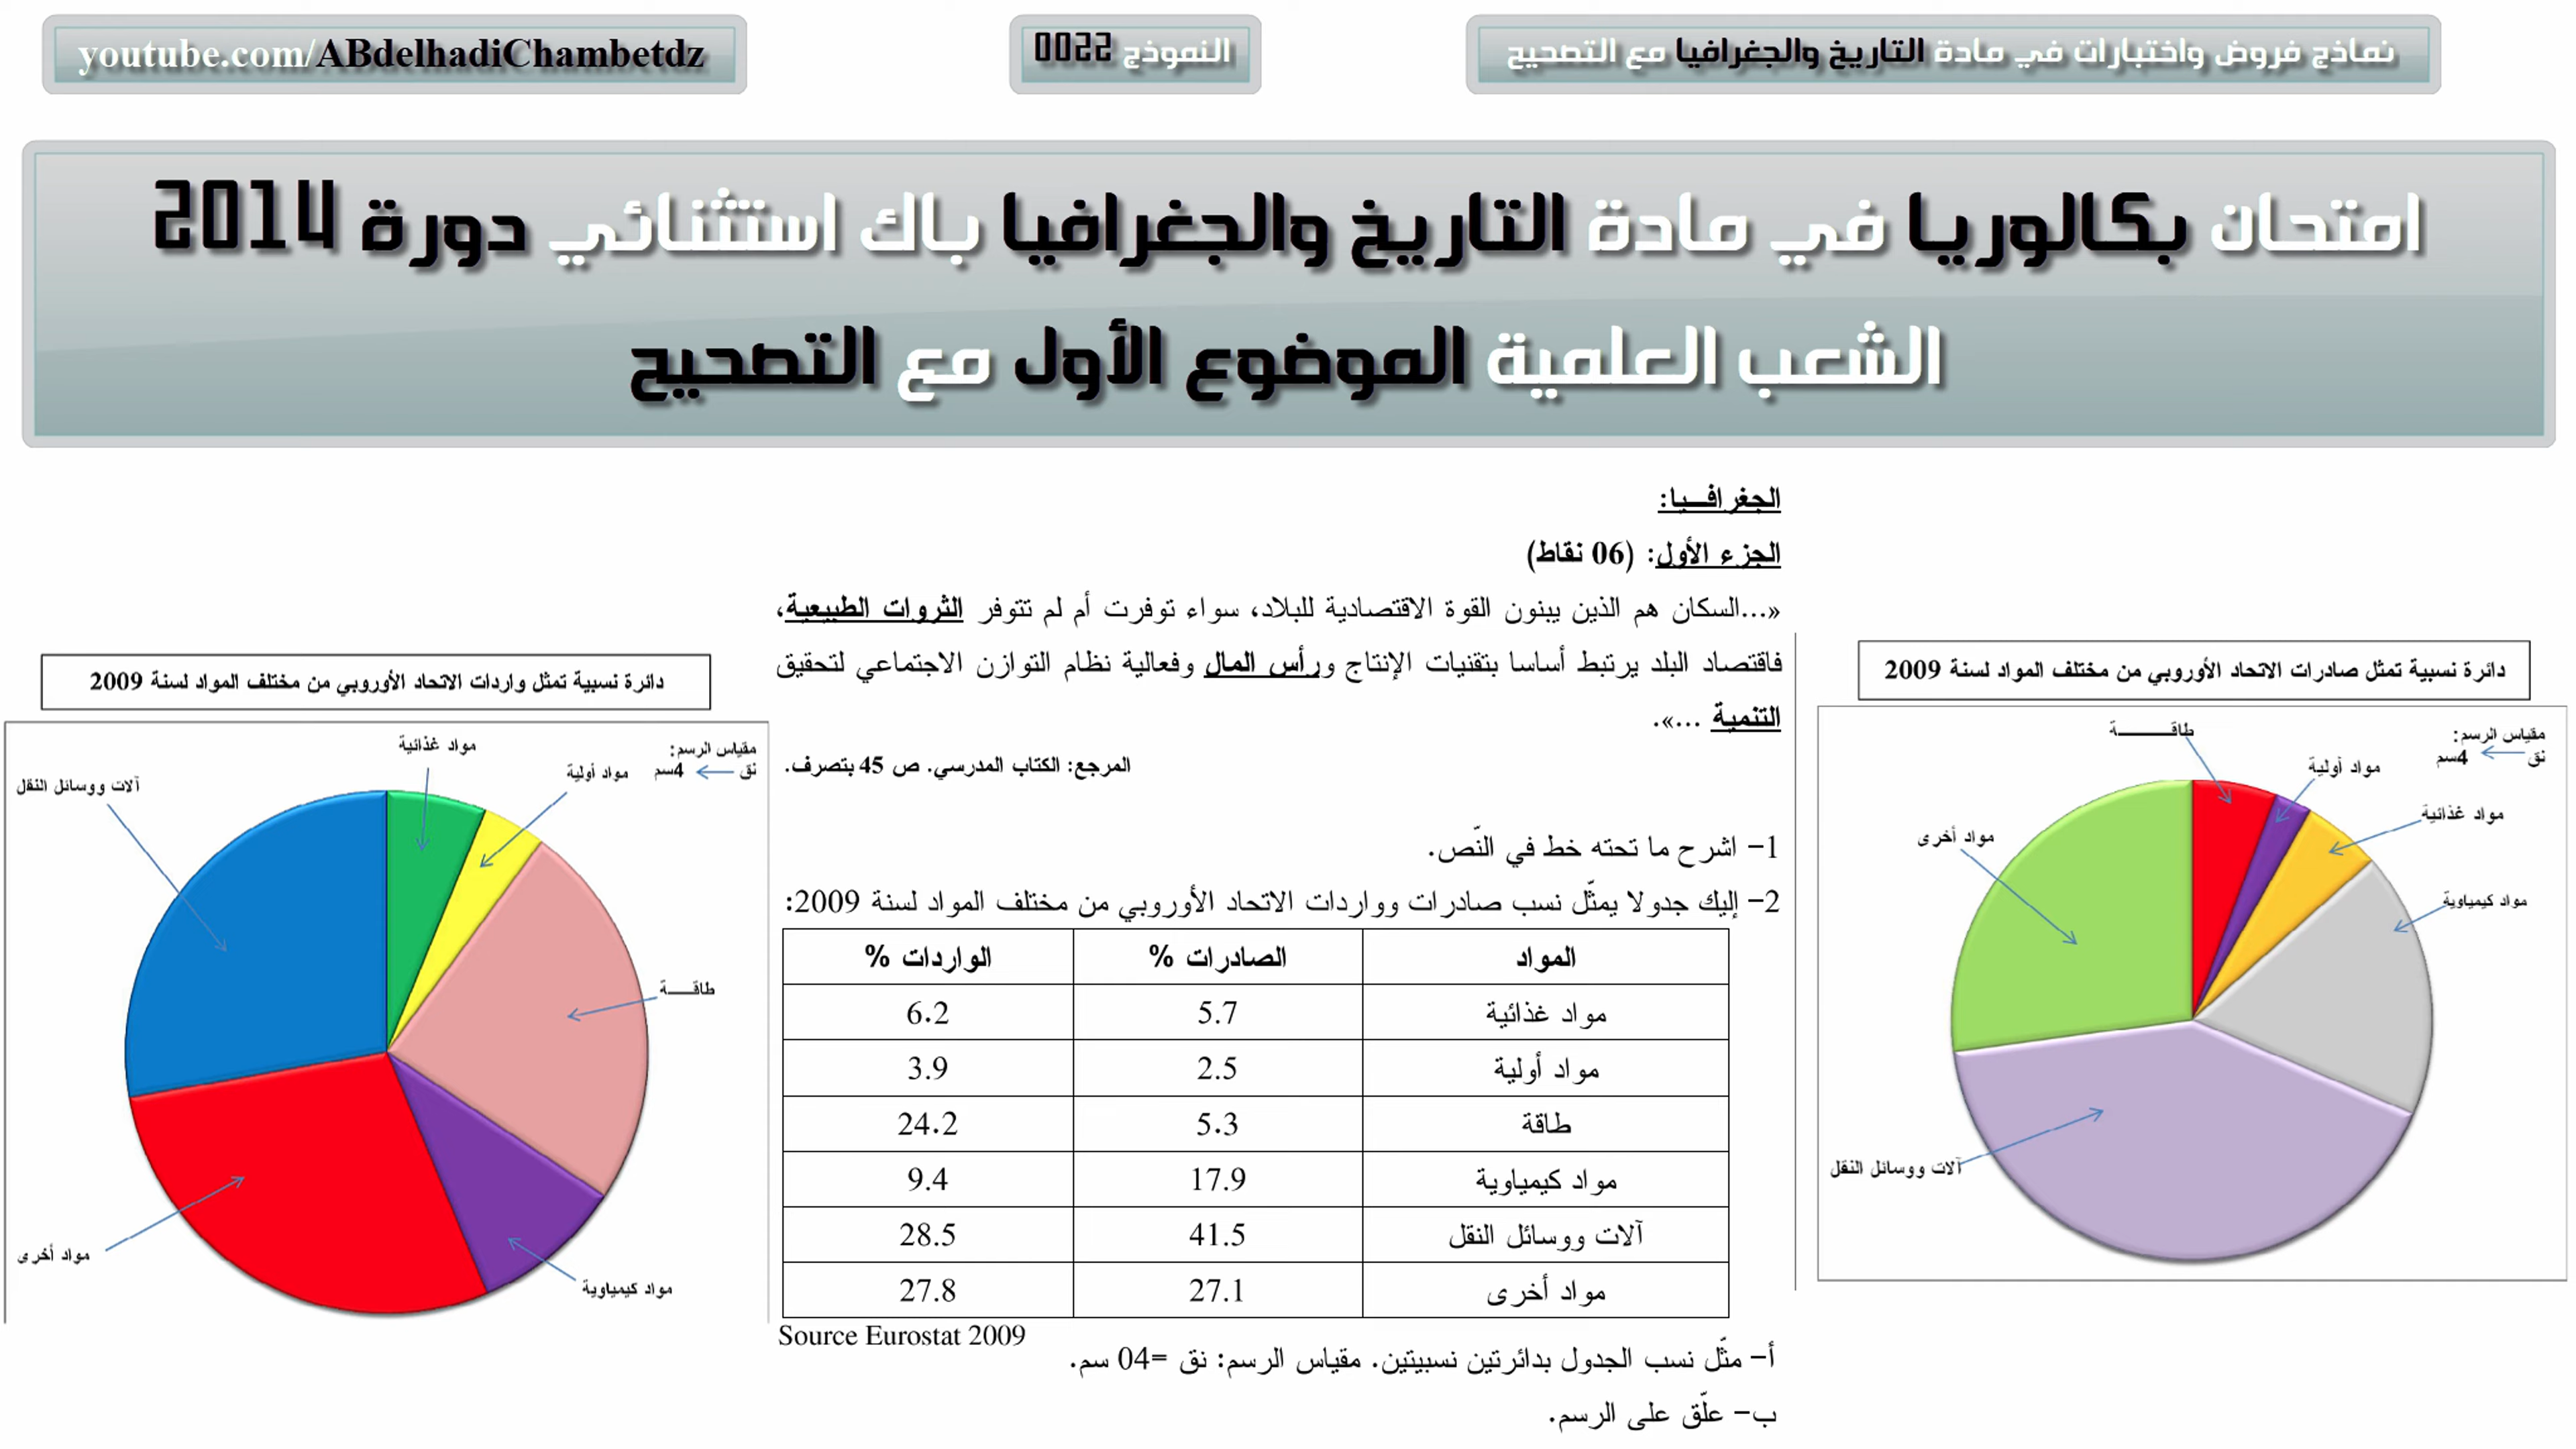 نماذج فروض واختبارات في مادة التاريخ والجغرافيا مع التصحيح
النموذج 0022
youtube.com/ABdelhadiChambetdz
امتحان بكالوريا في مادة التاريخ والجغرافيا باك استثنائي دورة 2014
الشعب العلمية الموضوع الأول مع التصحيح
الجغرافـــيا:
الجزء الأول: (06 نقاط)
«...السكان هم الذين يبنون القوة الاقتصادية للبلاد، سواء توفرت أم لم تتوفر الثروات الطبيعية،
فاقتصاد البلد يرتبط أساسا بتقنيات الإنتاج ورأس المال وفعالية نظام التوازن الاجتماعي لتحقيق
التنمية ...».
المرجع: الكتاب المدرسي. ص 45 بتصرف.
1- اشرح ما تحته خط في النّص.
2- إليك جدولا يمثّل نسب صادرات وواردات الاتحاد الأوروبي من مختلف المواد لسنة 2009:
المواد الصادرات % الواردات %
مواد غذائية 5.7 6.2
مواد أولية 2.5 3.9
طاقة 5.3 24.2
مواد كيمياوية 17.9 9.4
آلات ووسائل النقل 41.5 28.5
مواد أخرى 27.1 27.8
Source Eurostat 2009
أ- مثّل نسب الجدول بدائرتين نسبيتين. مقياس الرسم: نق =04 سم.
ب- علّق على الرسم.
دائرة نسبية تمثل صادرات الاتحاد الأوروبي من مختلف المواد لسنة 2009
مقياس الرسم:
نق ← 4سم
طاقـــــــة
مواد أولية
مواد غذائية
مواد كيمياوية
مواد أخرى
آلات ووسائل النقل
دائرة نسبية تمثل واردات الاتحاد الأوروبي من مختلف المواد لسنة 2009
مقياس الرسم:
نق ← 4سم
مواد غذائية
مواد أولية
آلات ووسائل النقل
طاقـــــة
مواد أخرى
مواد كيمياوية